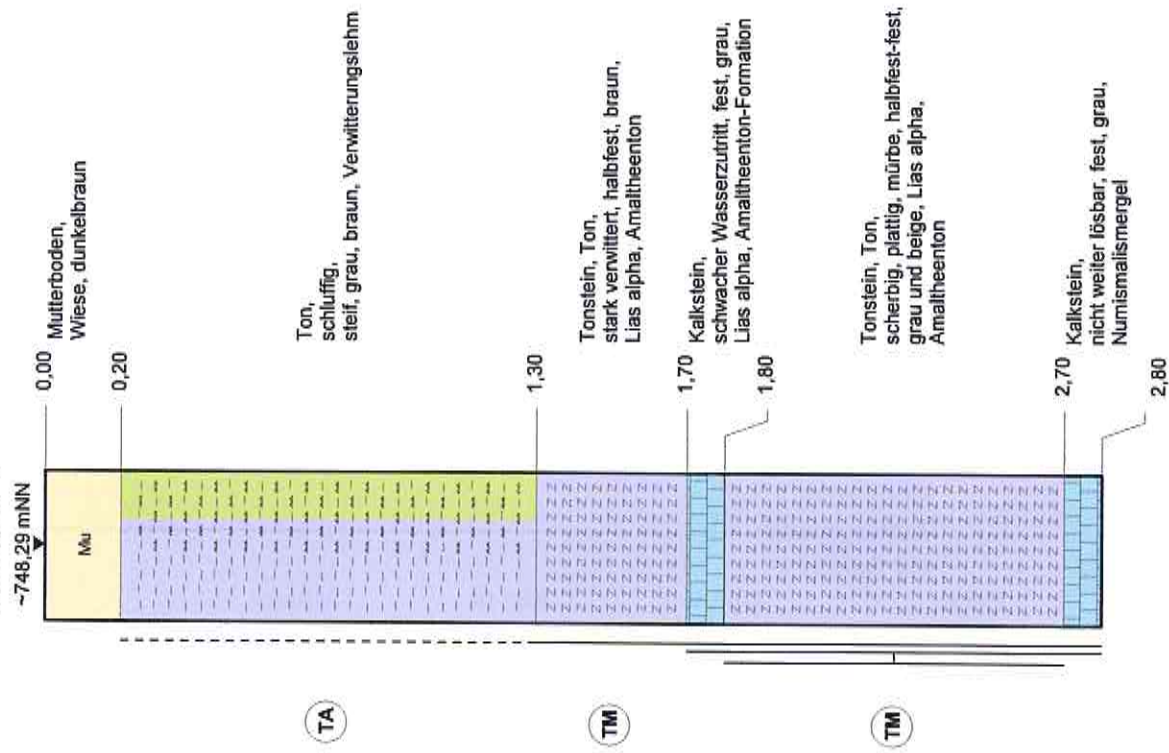 ~748,29 mNN
Mu
0,00
Mutterboden,
Wiese, dunkelbraun
0,20
TA
Ton,
schluffig,
steif, grau, braun, Verwitterungslehm
1,30
TM
Tonstein, Ton,
stark verwittert, halbfest, braun,
Lias alpha, Amaltheenton
1,70
Kalkstein,
schwacher Wasserzutritt, fest, grau,
Lias alpha, Amaltheenton-Formation
1,80
TM
Tonstein, Ton,
scherbig, plattig, mürbe, halbfest-fest,
grau und beige, Lias alpha,
Amaltheenton
2,70
Kalkstein,
nicht weiter lösbar, fest, grau,
Numismalismergel
2,80